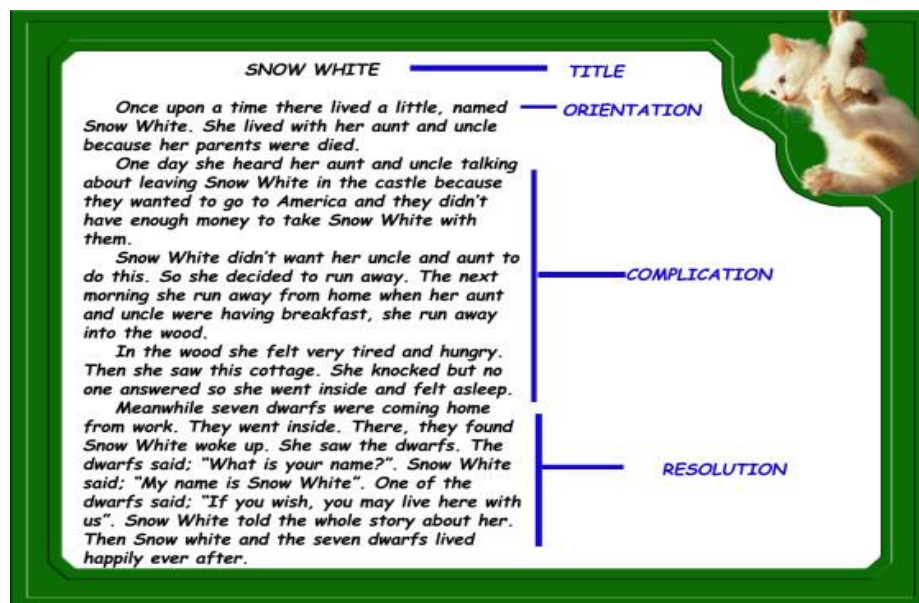 SNOW WHITE TITLE
Once upon a time there lived a little, named ORIENTATION
Snow White. She lived with her aunt and uncle
because her parents were died.
One day she heard her aunt and uncle talking
about leaving Snow White in the castle because
they wanted to go to America and they didn't
have enough money to take Snow White with
them.
Snow White didn't want her uncle and aunt to
do this. So she decided to run away. The next COMPLICATION
morning she run away from home when her aunt
and uncle were having breakfast, she run away
into the wood.
In the wood she felt very tired and hungry.
Then she saw this cottage. She knocked but no
one answered so she went inside and felt asleep.
Meanwhile seven dwarfs were coming home
from work. They went inside. There, they found
Snow White woke up. She saw the dwarfs. The
dwarfs said; "What is your name?". Snow White RESOLUTION
said; "My name is Snow White". One of the
dwarfs said; "If you wish, you may live here with
us". Snow White told the whole story about her.
Then Snow white and the seven dwarfs lived
happily ever after.